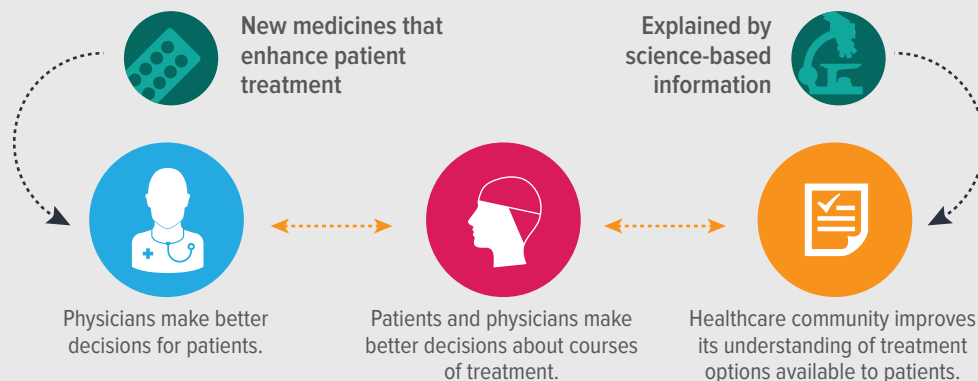 New medicines that
enhance patient
treatment
Explained by
science-based
information
Physicians make better
decisions for patients.
Patients and physicians make
better decisions about courses
of treatment.
Healthcare community improves
its understanding of treatment
options available to patients.